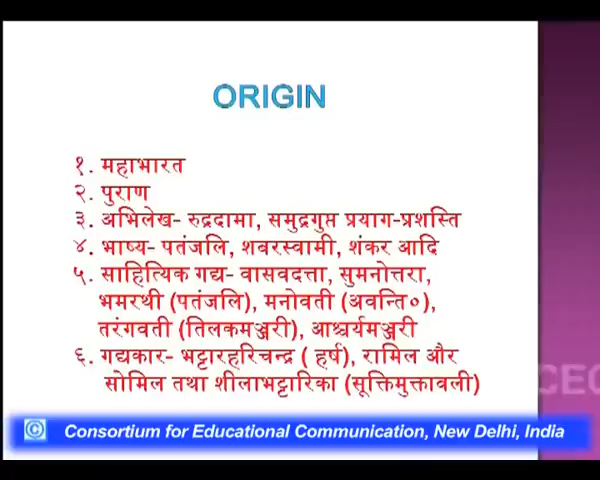 ORIGIN
१. महाभारत
२. पुराण
३. अभिलेख- रुद्रदामा, समुद्रगुप्त प्रयाग-प्रशस्ति
४. भाष्य- पतंजलि, शबरस्वामी, शंकर आदि
५. साहित्यिक गद्य- वासवदत्ता, सुमनोत्तरा,
भमरथी (पतंजलि), मनोवती (अवन्ति०),
तरंगवती (तिलकमञ्जरी), आश्चर्यमञ्जरी
६. गद्यकार- भट्टारहरिचन्द्र ( हर्ष), रामिल और
सोमिल तथा शीलाभट्टारिका (सूक्तिमुक्तावली)
CEC
© Consortium for Educational Communication, New Delhi, India